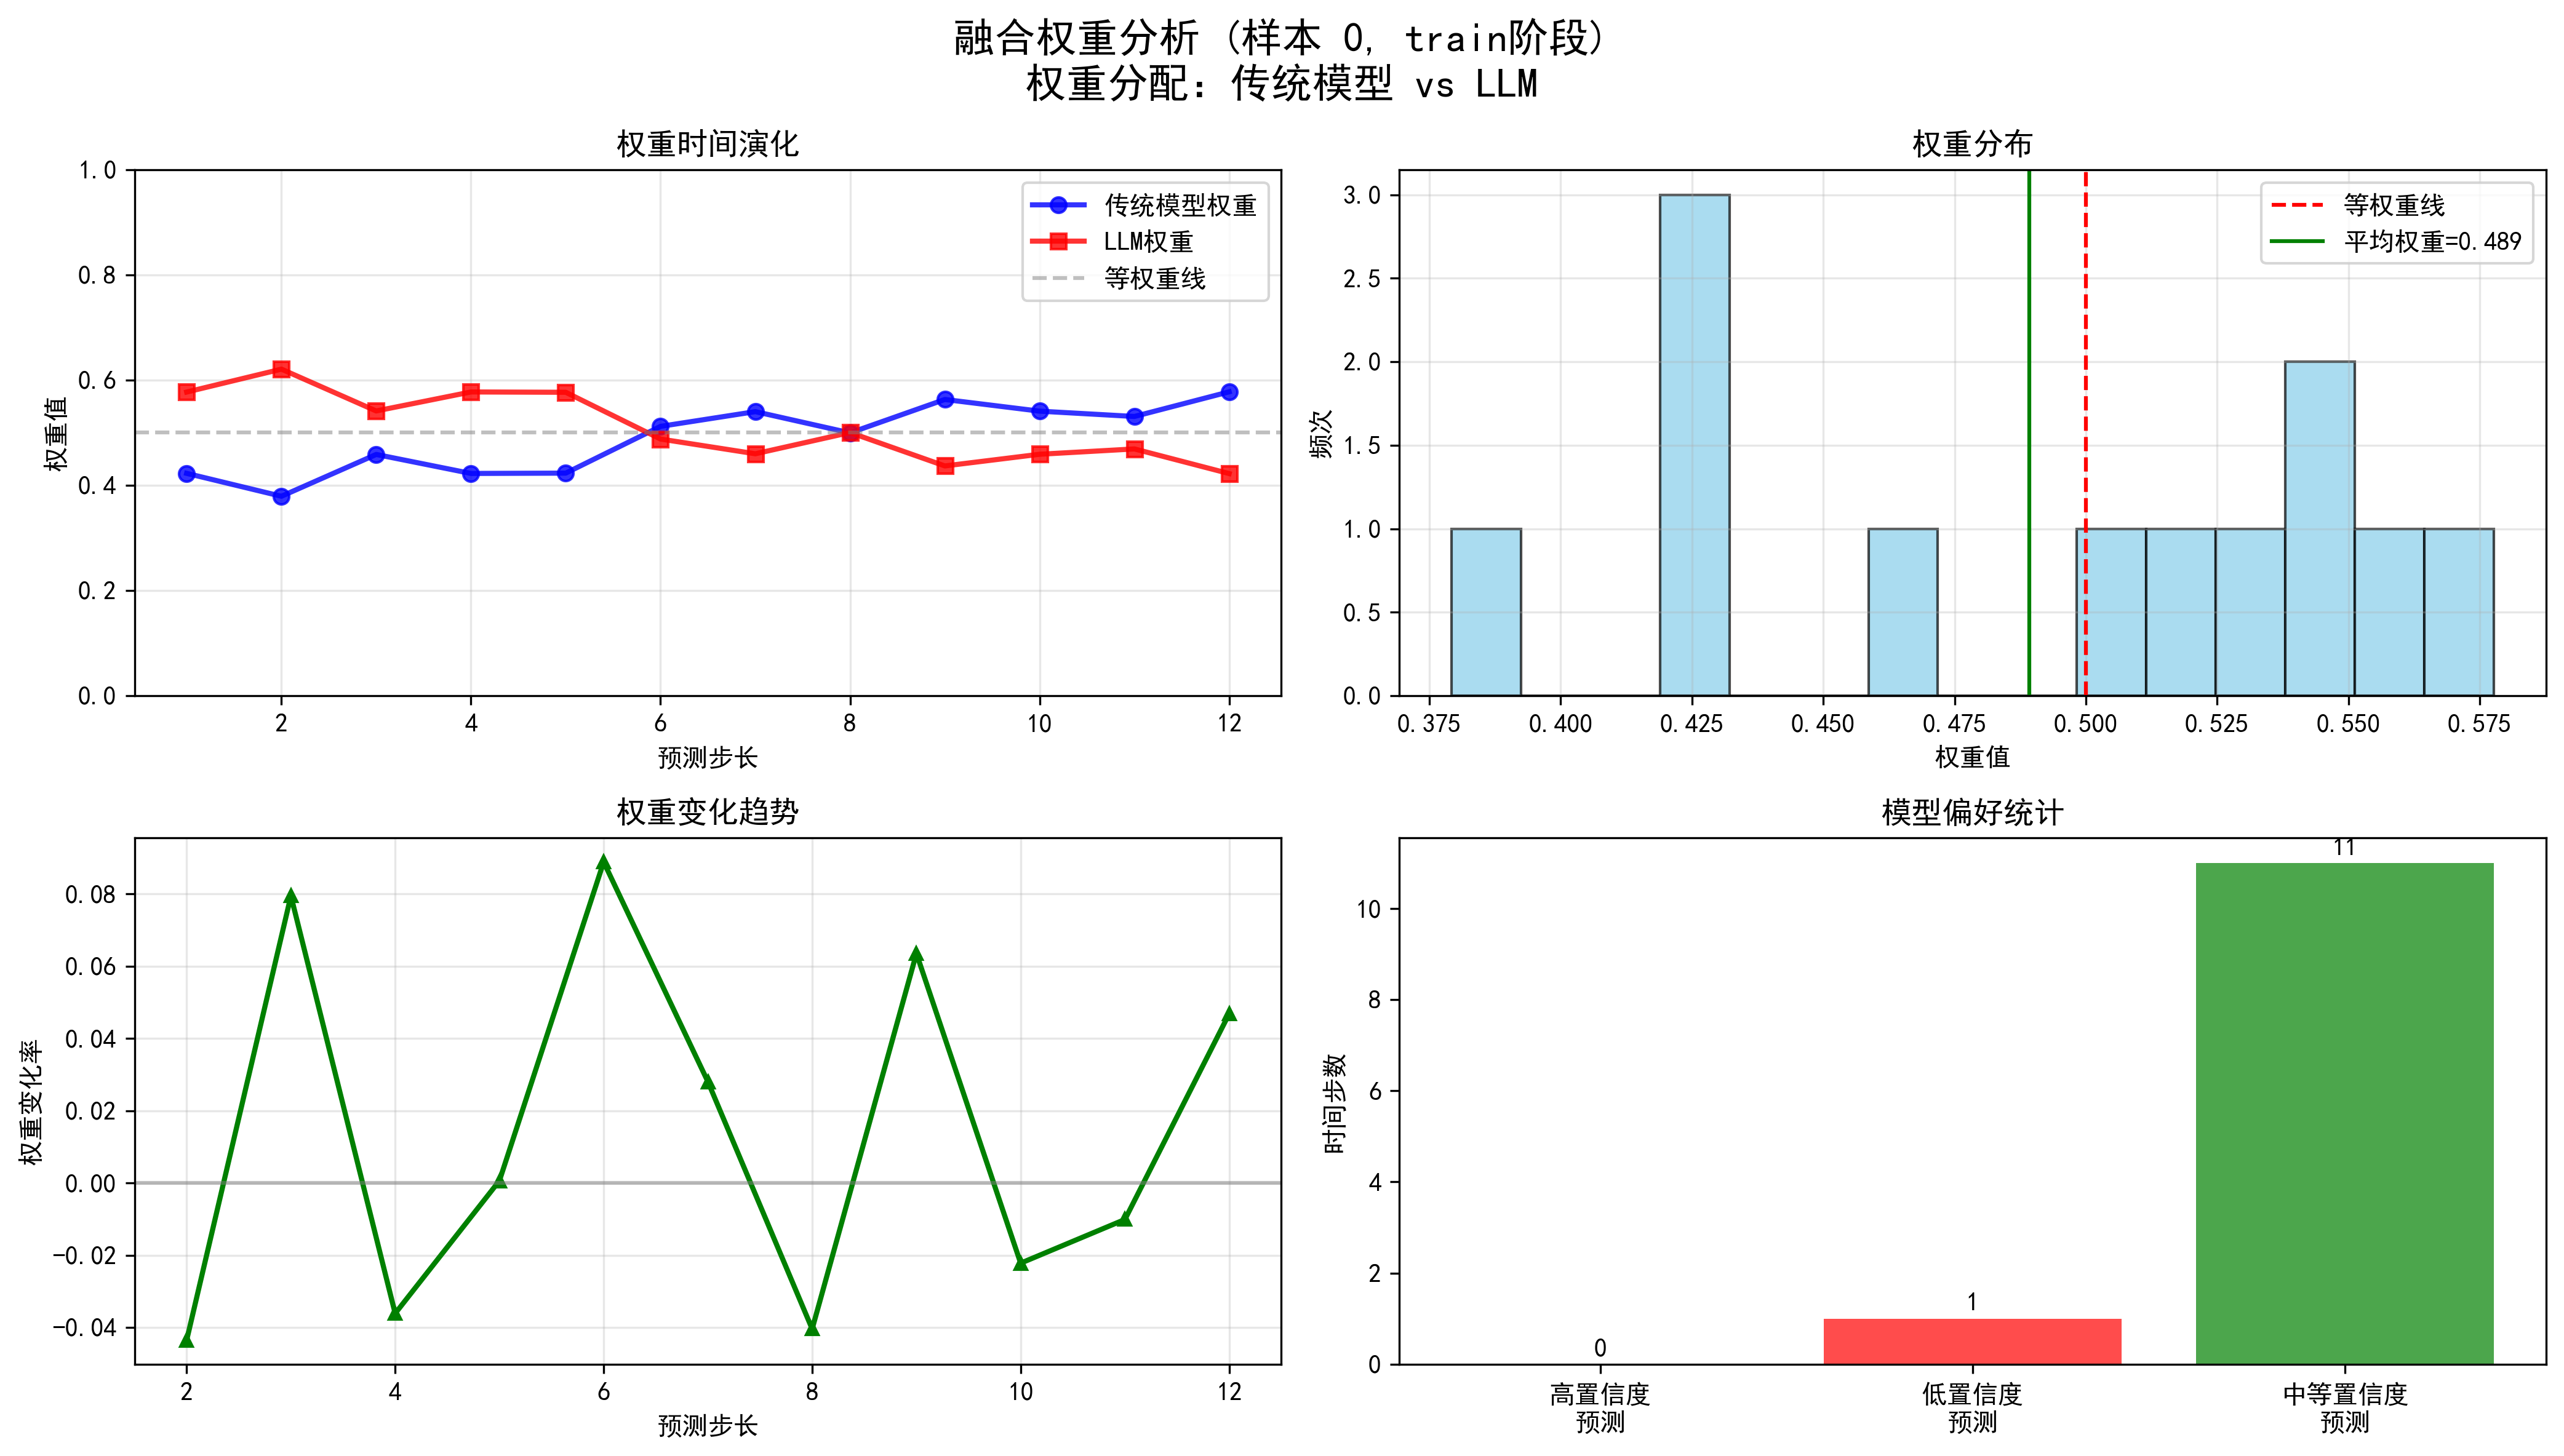 融合权重分析 (样本 0, train阶段)
权重分配: 传统模型 vs LLM
权重时间演化
1.0
0.8
0.6
0.4
0.2
0.0
权重值
2
4
6
8
10
12
预测步长
传统模型权重
LLM权重
等权重线
权重分布
3.0
2.5
2.0
1.5
1.0
0.5
0.0
频次
0.375
0.400
0.425
0.450
0.475
0.500
0.525
0.550
0.575
权重值
等权重线
平均权重=0.489
权重变化趋势
0.08
0.06
0.04
0.02
0.00
−0.02
−0.04
权重变化率
2
4
6
8
10
12
预测步长
模型偏好统计
10
8
6
4
2
0
时间步数
0
1
11
高置信度
预测
低置信度
预测
中等置信度
预测